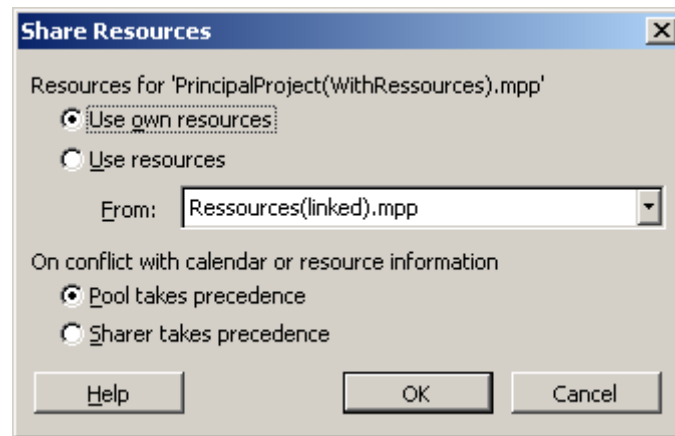 Share Resources
Resources for 'PrincipalProject(WithRessources).mpp'
Use own resources
Use resources
From: Ressources(linked).mpp
On conflict with calendar or resource information
Pool takes precedence
Sharer takes precedence
Help OK Cancel